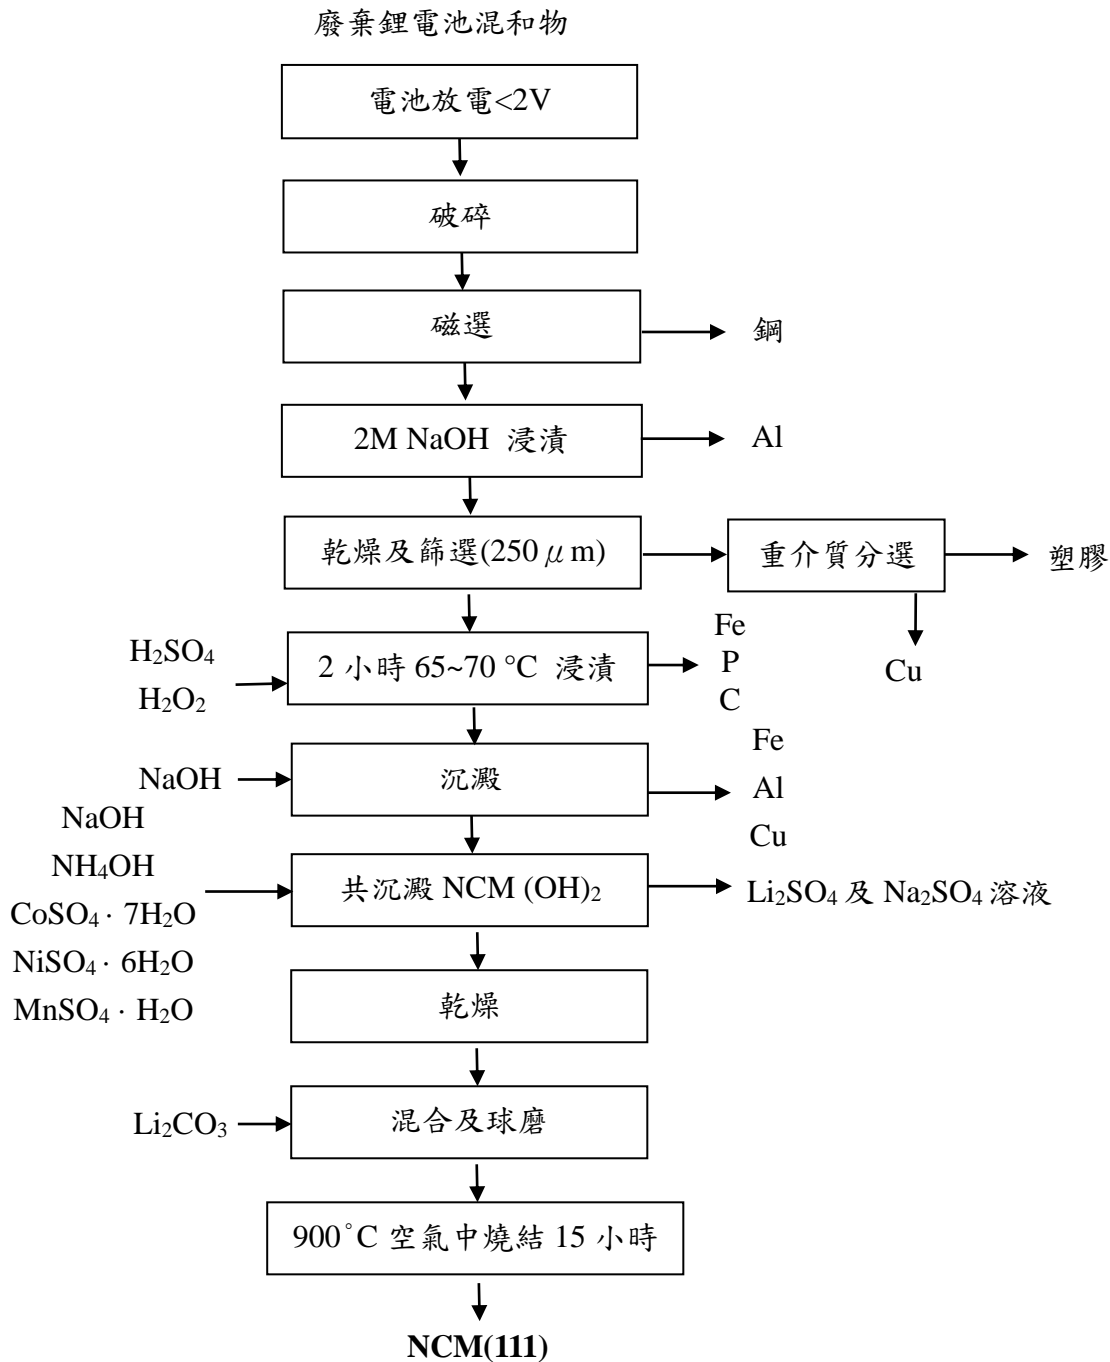 廢棄鋰電池混和物
電池放電<2V
破碎
磁選
鋼
2M NaOH 浸漬
Al
乾燥及篩選(250μm)
重介質分選
塑膠
Cu
H₂SO₄
H₂O₂
2 小時 65~70 °C 浸漬
Fe
P
C
NaOH
沉澱
Fe
Al
Cu
NaOH
NH₄OH
CoSO₄．7H₂O
NiSO₄．6H₂O
MnSO₄．H₂O
共沉澱 NCM (OH)₂
Li₂SO₄ 及 Na₂SO₄ 溶液
乾燥
Li₂CO₃
混合及球磨
900°C 空氣中燒結 15 小時
NCM(111)